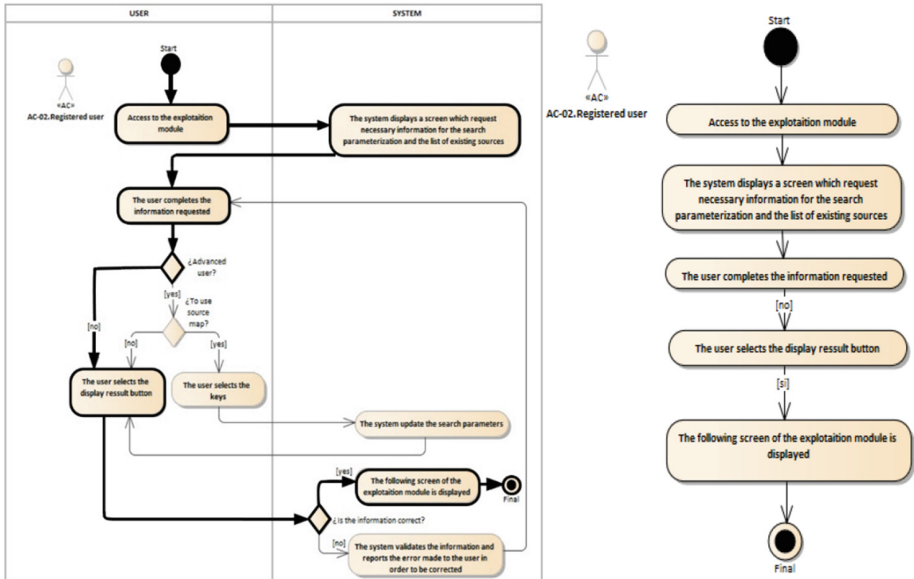 USER
SYSTEM
Start
«AC»
AC-02.Registered user
Access to the explotaition
module
The system displays a screen which request
necessary information for the search
parameterization and the list of existing sources
The user completes the
information requested
¿Advanced
user?
[yes]
¿To use
source
map?
[no]
[no]
[yes]
The user selects the
display ressult button
The user selects the
keys
The system update the search parameters
[yes]
The following screen of the
explotaition module is displayed
Final
¿Is the information correct?
[no]
The system validates the information and
reports the error made to the user in
order to be corrected
Start
«AC»
AC-02.Registered user
Access to the explotaition module
The system displays a screen which request
necessary information for the search
parameterization and the list of existing sources
The user completes the information requested
[no]
The user selects the display ressult button
[si]
The following screen of the explotaition module is
displayed
Final